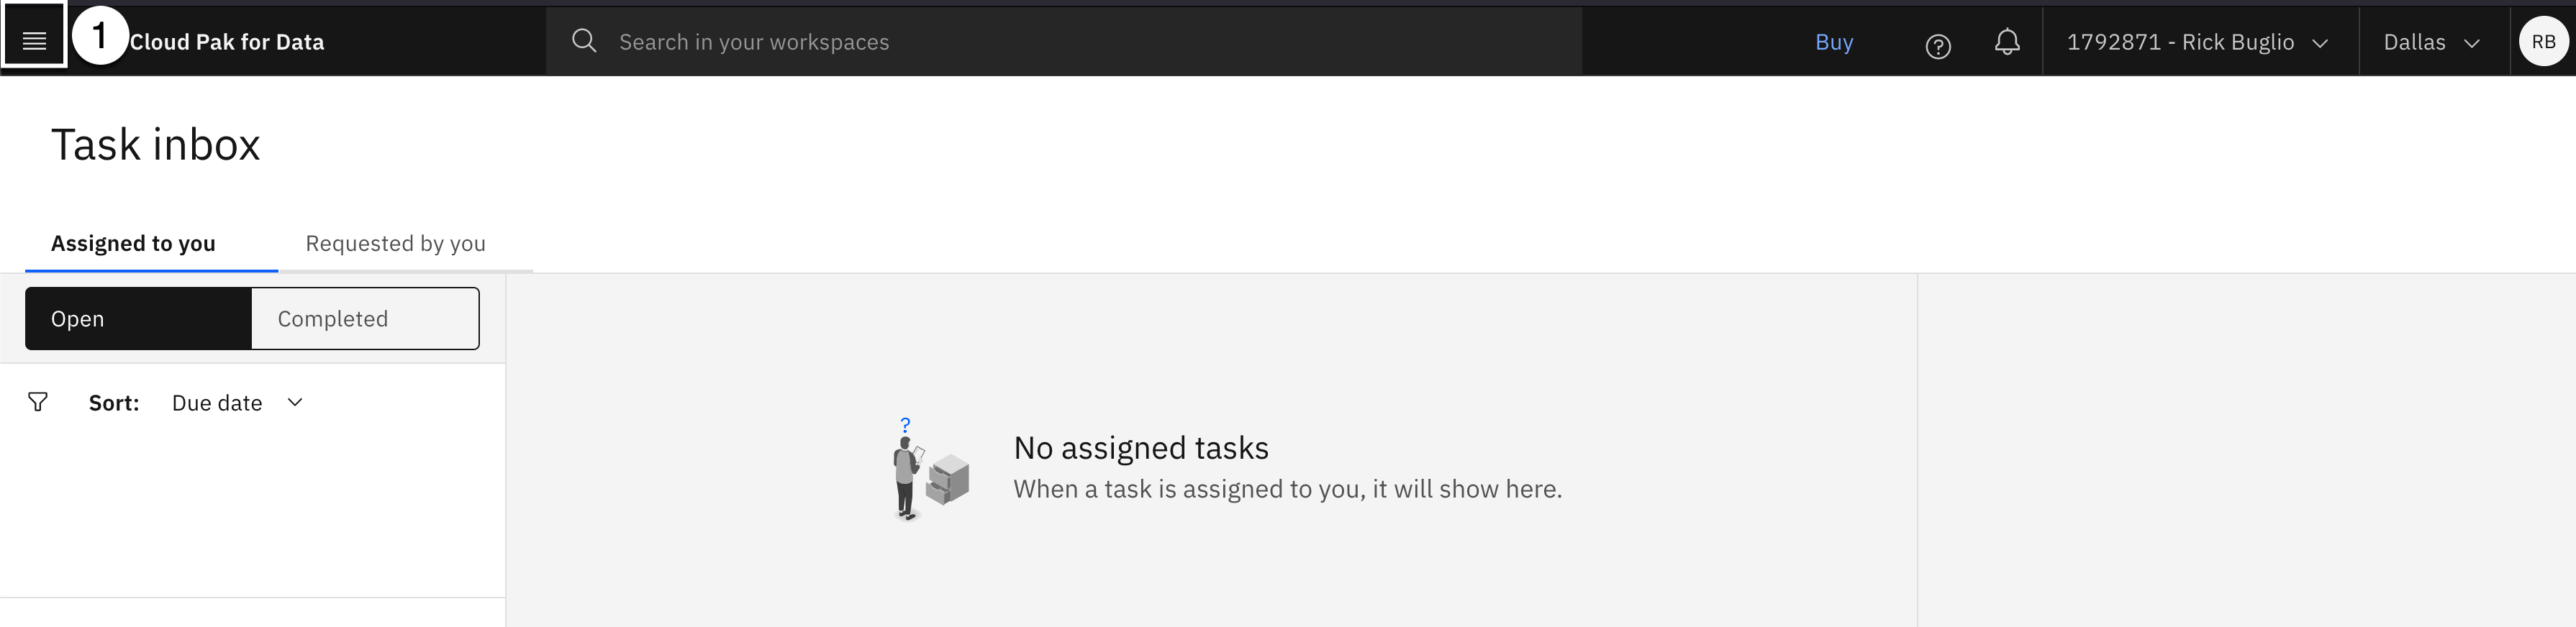 1
Cloud Pak for Data
Search in your workspaces
Buy
1792871 - Rick Buglio
Dallas
RB
Task inbox
Assigned to you
Requested by you
Open
Completed
Sort: Due date
?
No assigned tasks
When a task is assigned to you, it will show here.